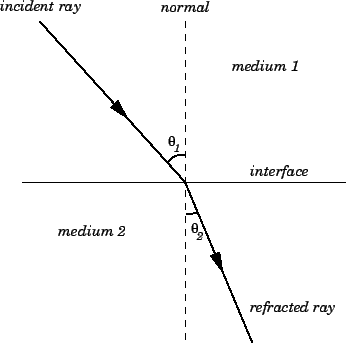 incident ray
normal
medium 1
θ1
interface
medium 2
θ2
refracted ray